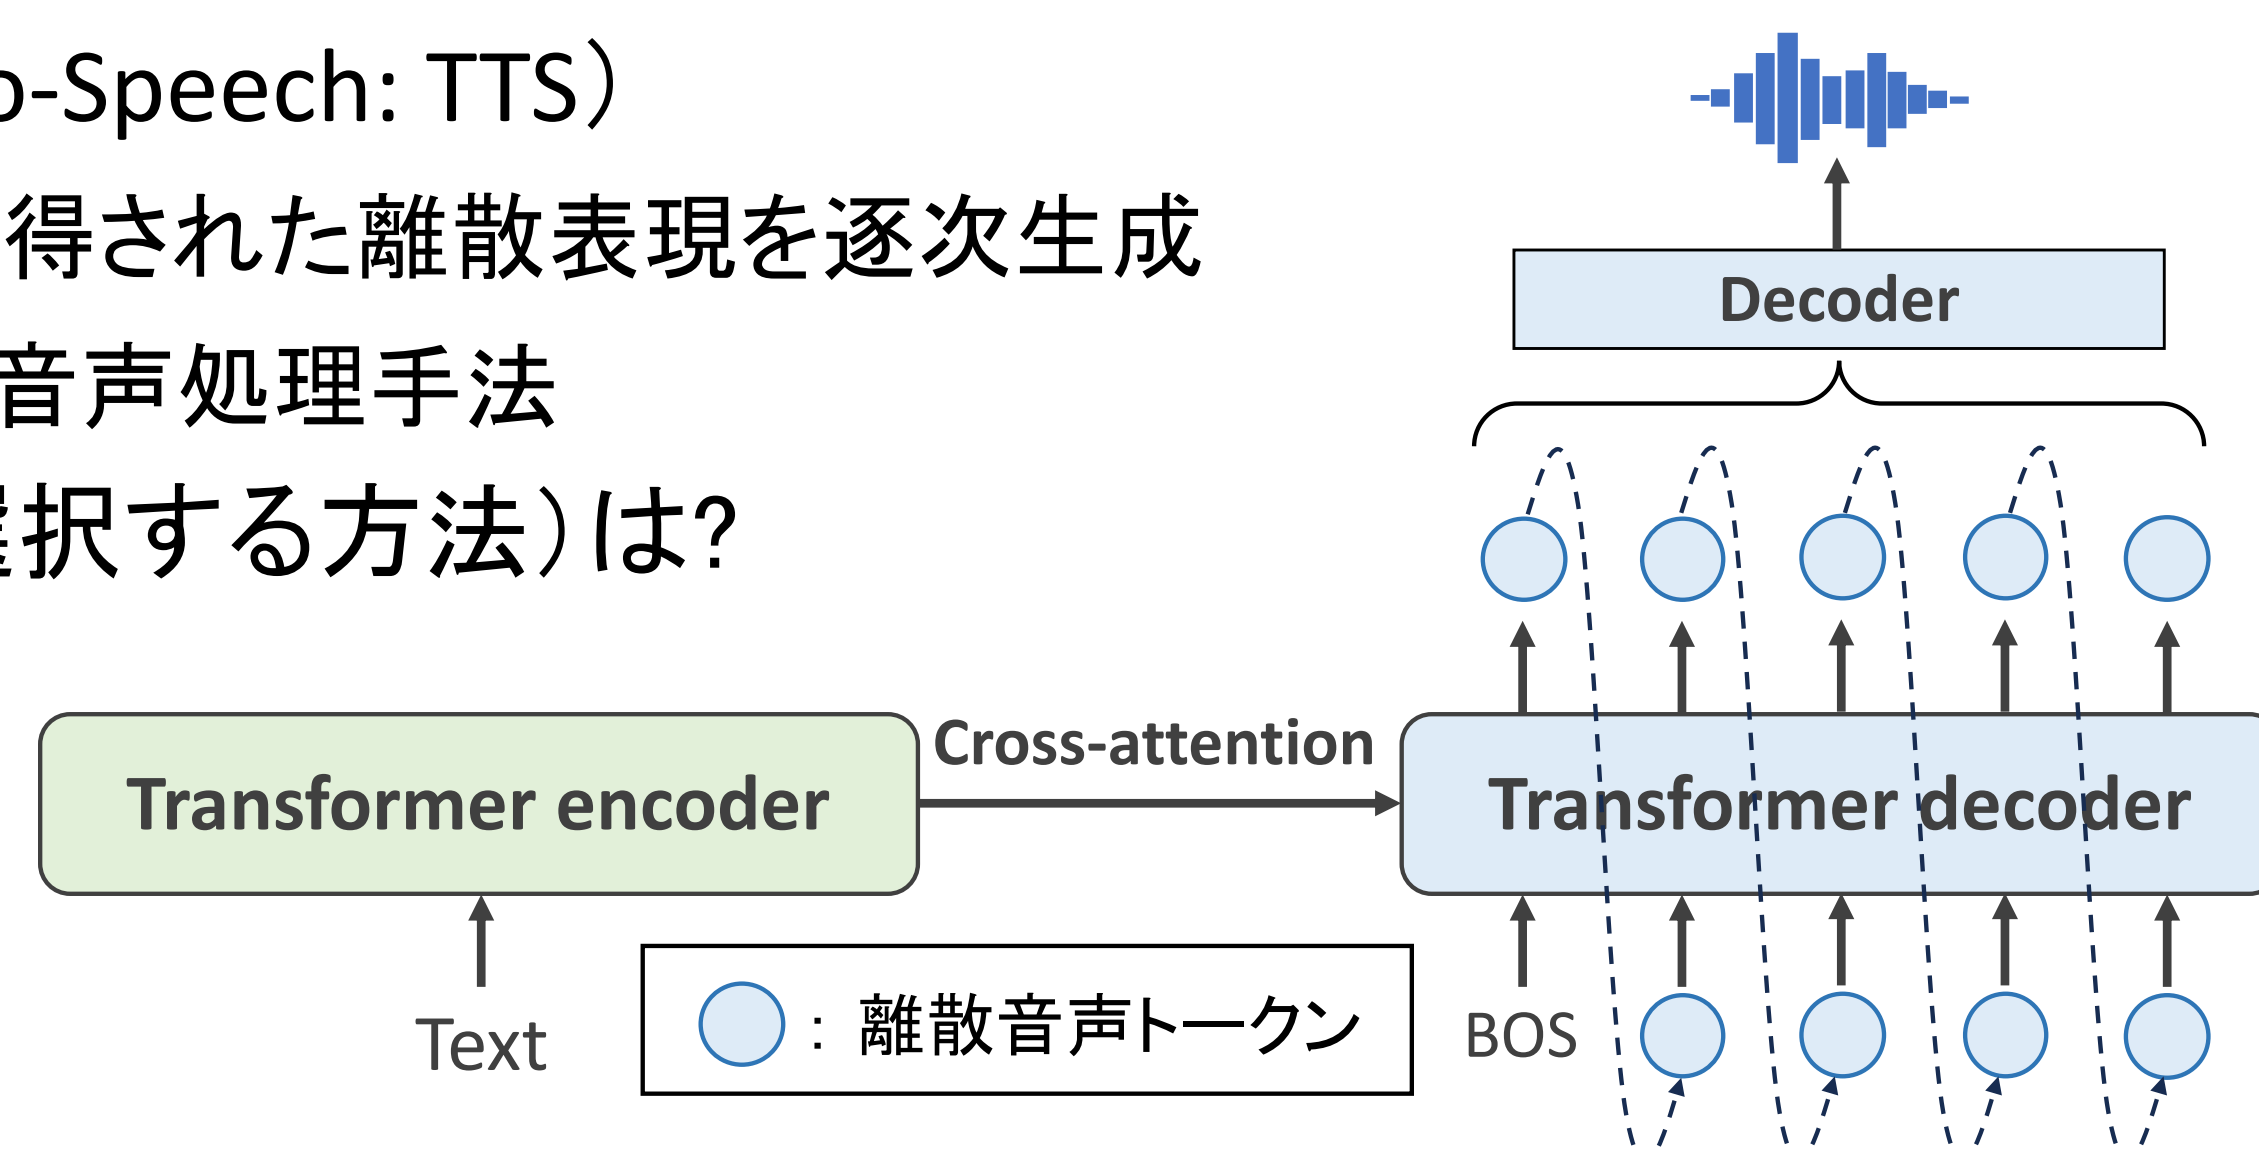 o-Speech: TTS）
得された離散表現を逐次生成
音声処理手法
択する方法）は?
Decoder
Cross-attention
Transformer encoder
Transformer decoder
Text
: 離散音声トークン
BOS